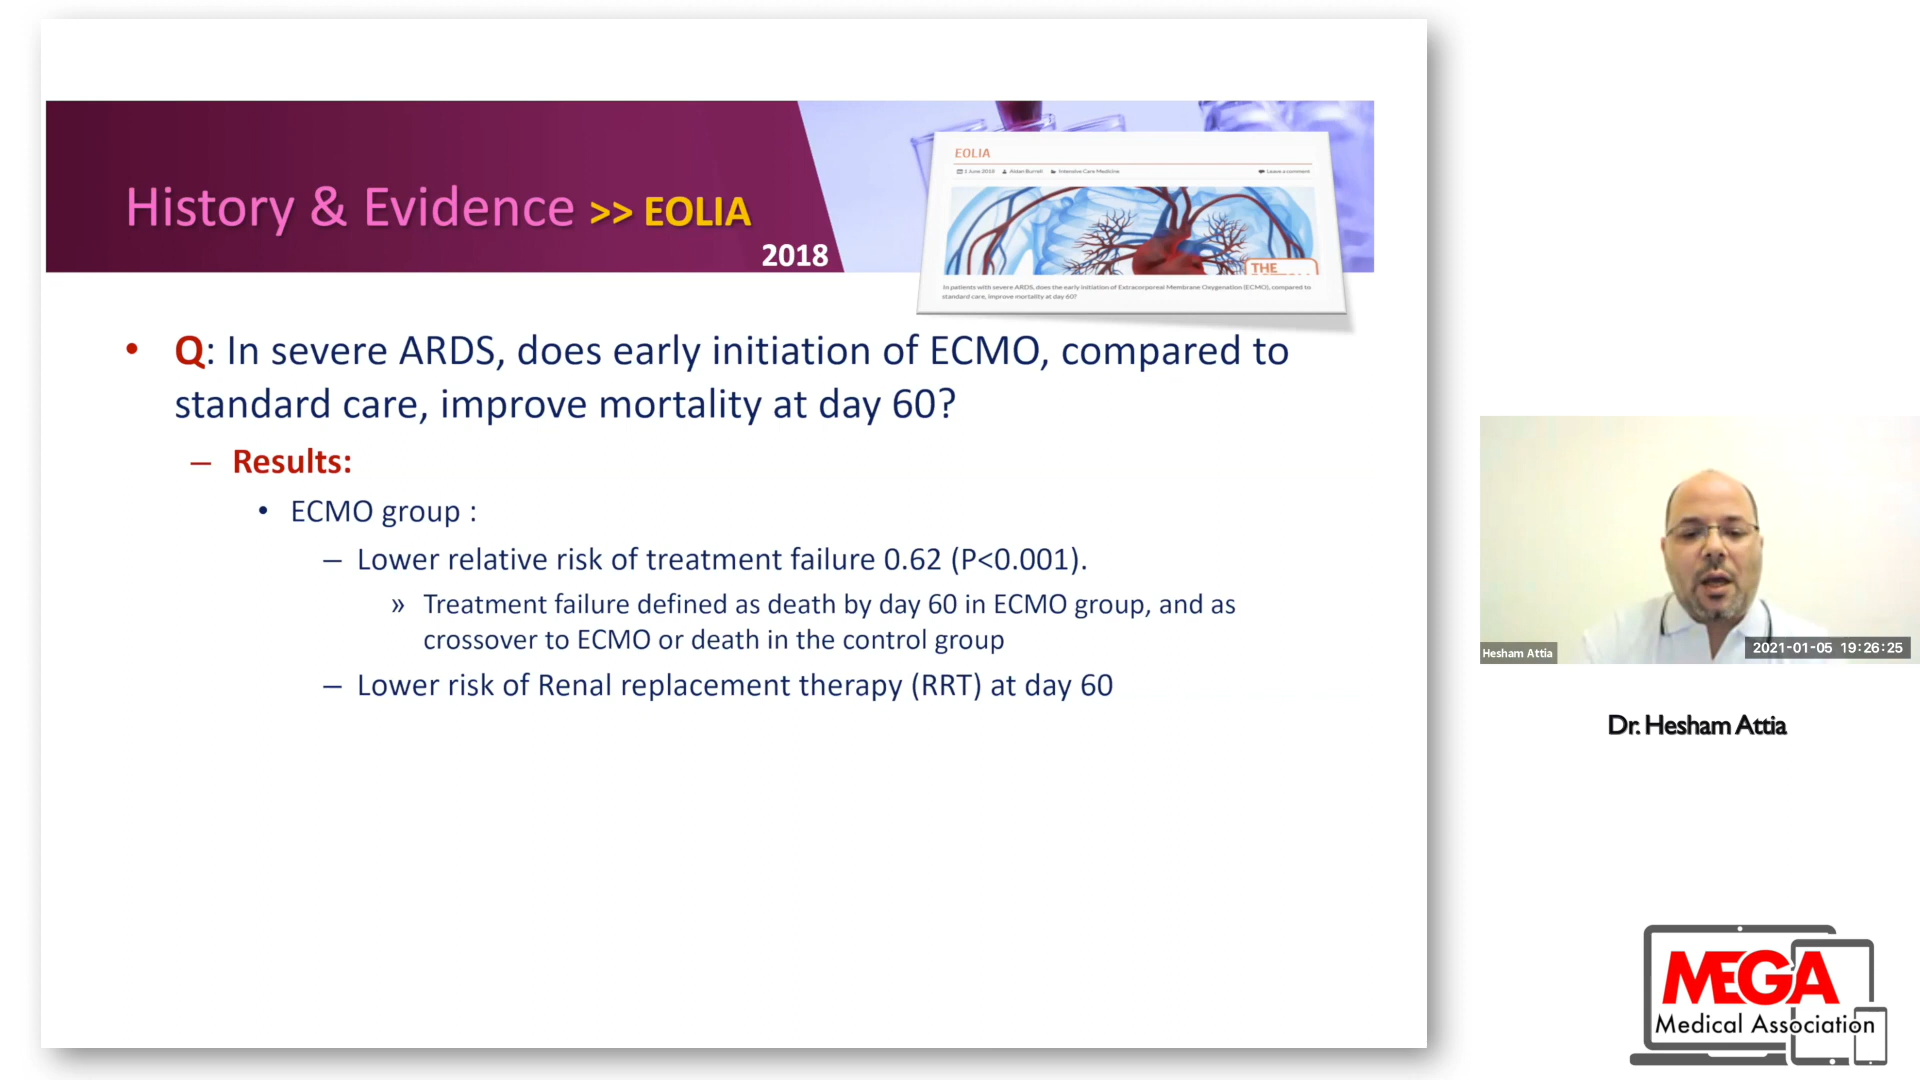 History & Evidence >> EOLIA
2018
EOLIA
1 June 2018 Aidan Burrell Intensive Care Medicine Leave a comment
THE
In patients with severe ARDS, does the early initiation of Extracorporeal Membrane Oxygenation (ECMO), compared to
standard care, improve mortality at day 60?
• Q: In severe ARDS, does early initiation of ECMO, compared to
standard care, improve mortality at day 60?
– Results:
• ECMO group :
– Lower relative risk of treatment failure 0.62 (P<0.001).
» Treatment failure defined as death by day 60 in ECMO group, and as
crossover to ECMO or death in the control group
– Lower risk of Renal replacement therapy (RRT) at day 60
Hesham Attia
2021-01-05 19:26:25
Dr. Hesham Attia
MEGA
Medical Association